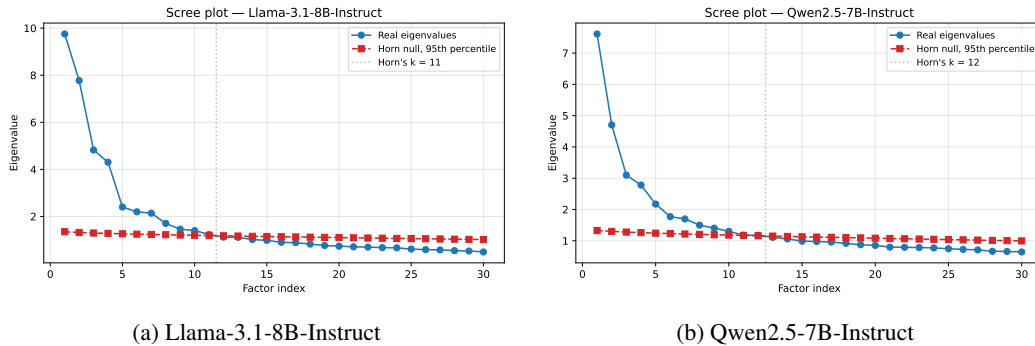 Scree plot — Llama-3.1-8B-Instruct
10
8
6
4
2
Eigenvalue
0
5
10
15
20
25
30
Factor index
Real eigenvalues
Horn null, 95th percentile
Horn's k = 11
(a) Llama-3.1-8B-Instruct
Scree plot — Qwen2.5-7B-Instruct
7
6
5
4
3
2
1
Eigenvalue
0
5
10
15
20
25
30
Factor index
Real eigenvalues
Horn null, 95th percentile
Horn's k = 12
(b) Qwen2.5-7B-Instruct